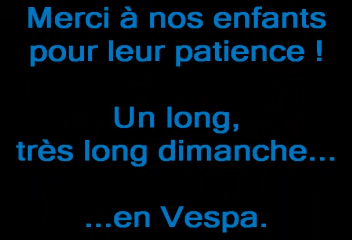 Merci à nos enfants
pour leur patience !
Un long,
très long dimanche...
...en Vespa.